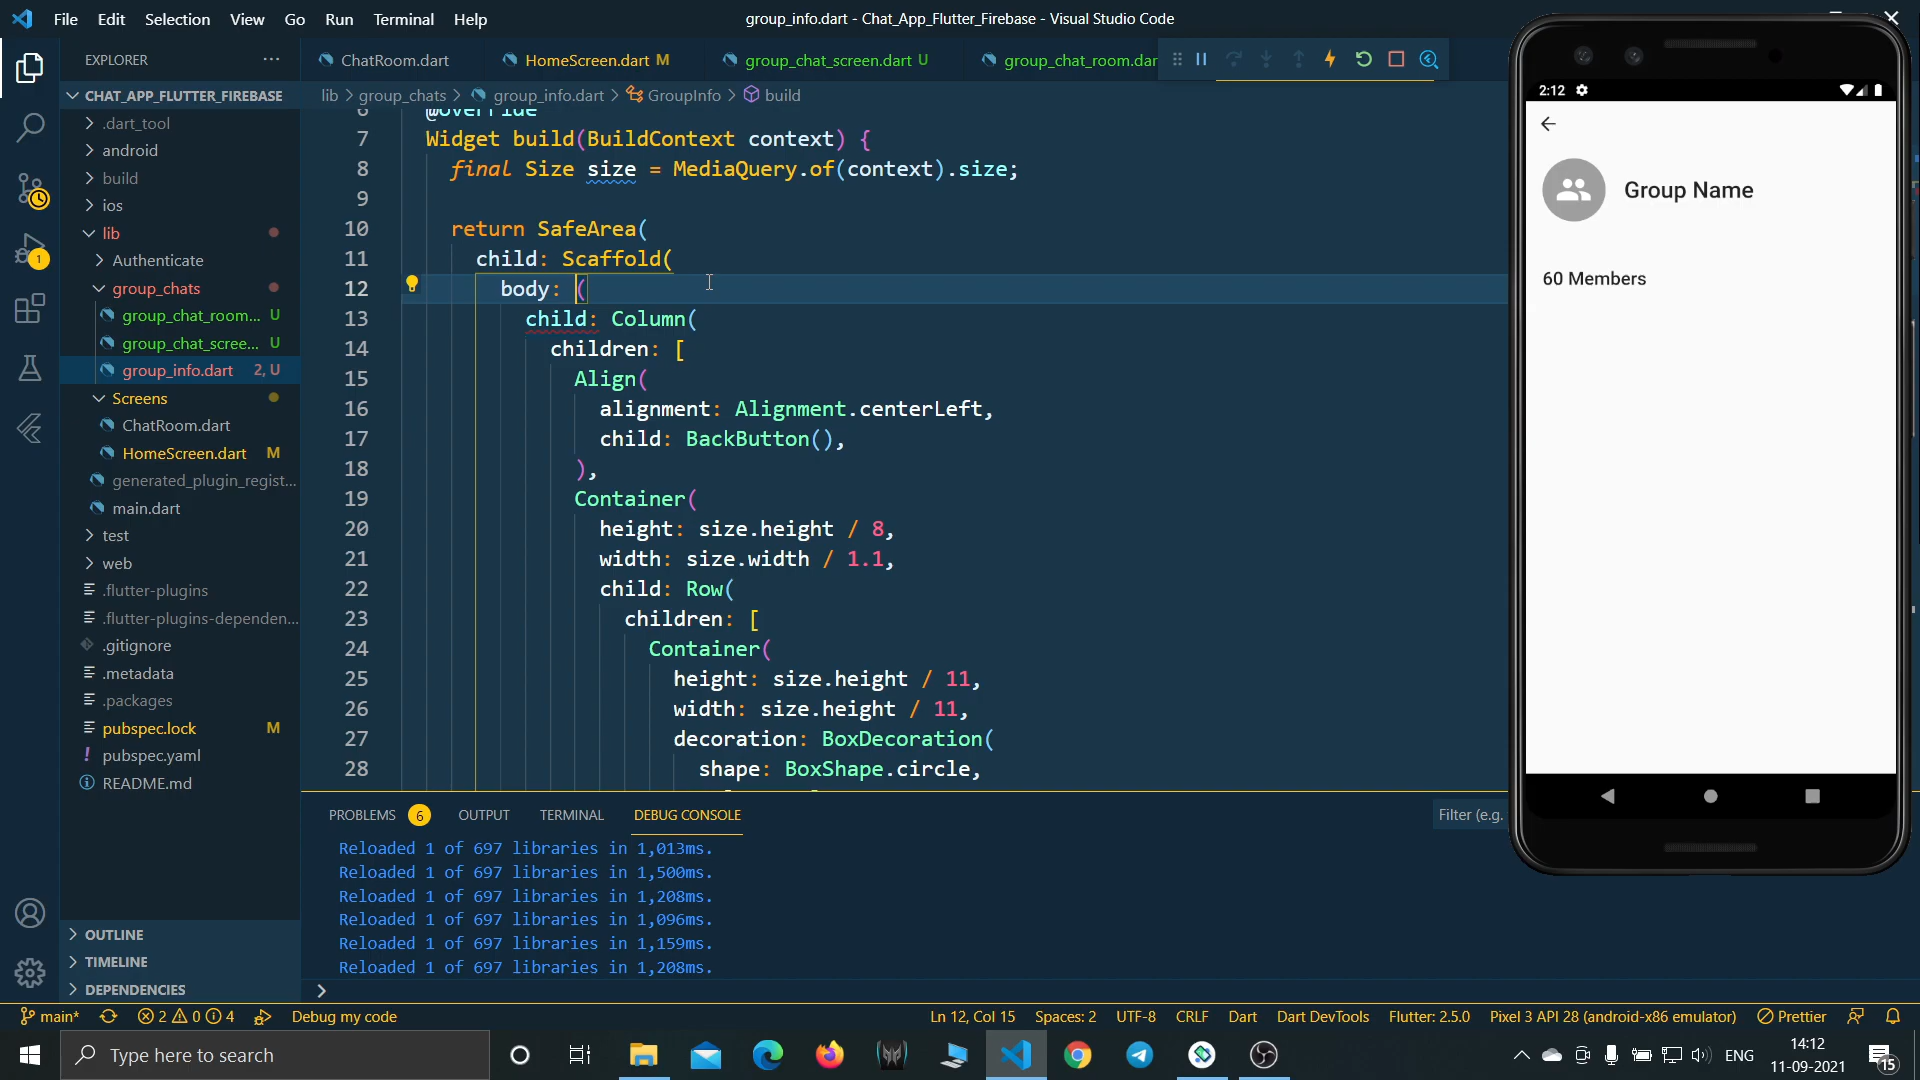 File Edit Selection View Go Run Terminal Help
group_info.dart - Chat_App_Flutter_Firebase - Visual Studio Code
EXPLORER
CHAT_APP_FLUTTER_FIREBASE
.dart_tool
android
build
ios
lib
Authenticate
group_chats
group_chat_room... U
group_chat_scree... U
group_info.dart 2, U
Screens
ChatRoom.dart
HomeScreen.dart M
generated_plugin_regist...
main.dart
test
web
.flutter-plugins
.flutter-plugins-dependen...
.gitignore
.metadata
.packages
pubspec.lock M
pubspec.yaml
README.md
OUTLINE
TIMELINE
DEPENDENCIES
ChatRoom.dart HomeScreen.dart M group_chat_screen.dart U group_chat_room.dar
lib > group_chats > group_info.dart > GroupInfo > build
6 @override
7 Widget build(BuildContext context) {
8 final Size size = MediaQuery.of(context).size;
9
10 return SafeArea(
11 child: Scaffold(
12 body: (
13 child: Column(
14 children: [
15 Align(
16 alignment: Alignment.centerLeft,
17 child: BackButton(),
18 ),
19 Container(
20 height: size.height / 8,
21 width: size.width / 1.1,
22 child: Row(
23 children: [
24 Container(
25 height: size.height / 11,
26 width: size.height / 11,
27 decoration: BoxDecoration(
28 shape: BoxShape.circle,
PROBLEMS 6 OUTPUT TERMINAL DEBUG CONSOLE Filter (e.g.
Reloaded 1 of 697 libraries in 1,013ms.
Reloaded 1 of 697 libraries in 1,500ms.
Reloaded 1 of 697 libraries in 1,208ms.
Reloaded 1 of 697 libraries in 1,096ms.
Reloaded 1 of 697 libraries in 1,159ms.
Reloaded 1 of 697 libraries in 1,208ms.
2:12
Group Name
60 Members
main* 2 0 4 Debug my code Ln 12, Col 15 Spaces: 2 UTF-8 CRLF Dart Dart DevTools Flutter: 2.5.0 Pixel 3 API 28 (android-x86 emulator) Prettier
Type here to search
ENG
14:12
11-09-2021
15
1